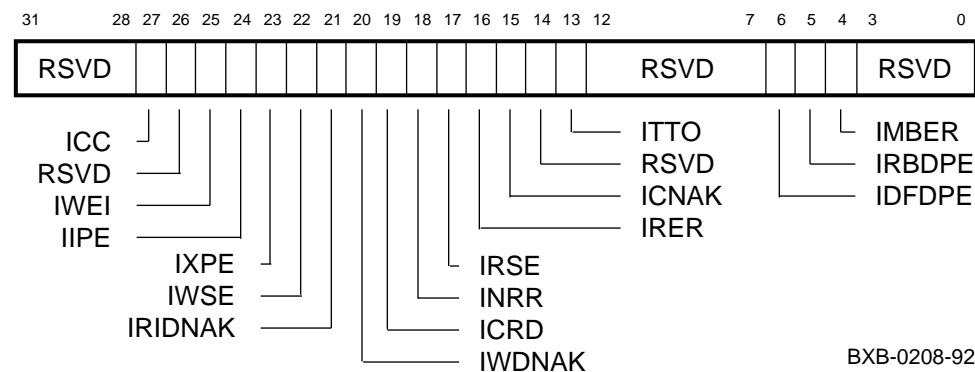 31 28 27 26 25 24 23 22 21 20 19 18 17 16 15 14 13 12 7 6 5 4 3 0
RSVD RSVD RSVD
ICC ITTO IMBER
RSVD RSVD IRBDPE
IWEI ICNAK IDFDPE
IIPE IRER
IXPE IRSE
IWSE INRR
IRIDNAK ICRD
IWDNAK
BXB-0208-92